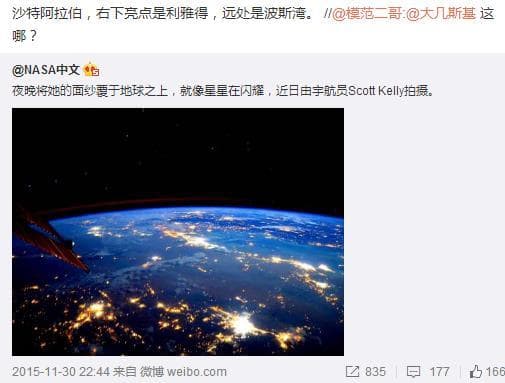 沙特阿拉伯，右下亮点是利雅得，远处是波斯湾。 //@模范二哥:@大几斯基 这
哪？
@NASA中文
夜晚将她的面纱覆于地球之上，就像星星在闪耀，近日由宇航员Scott Kelly拍摄。
2015-11-30 22:44 来自 微博 weibo.com 835 177 166